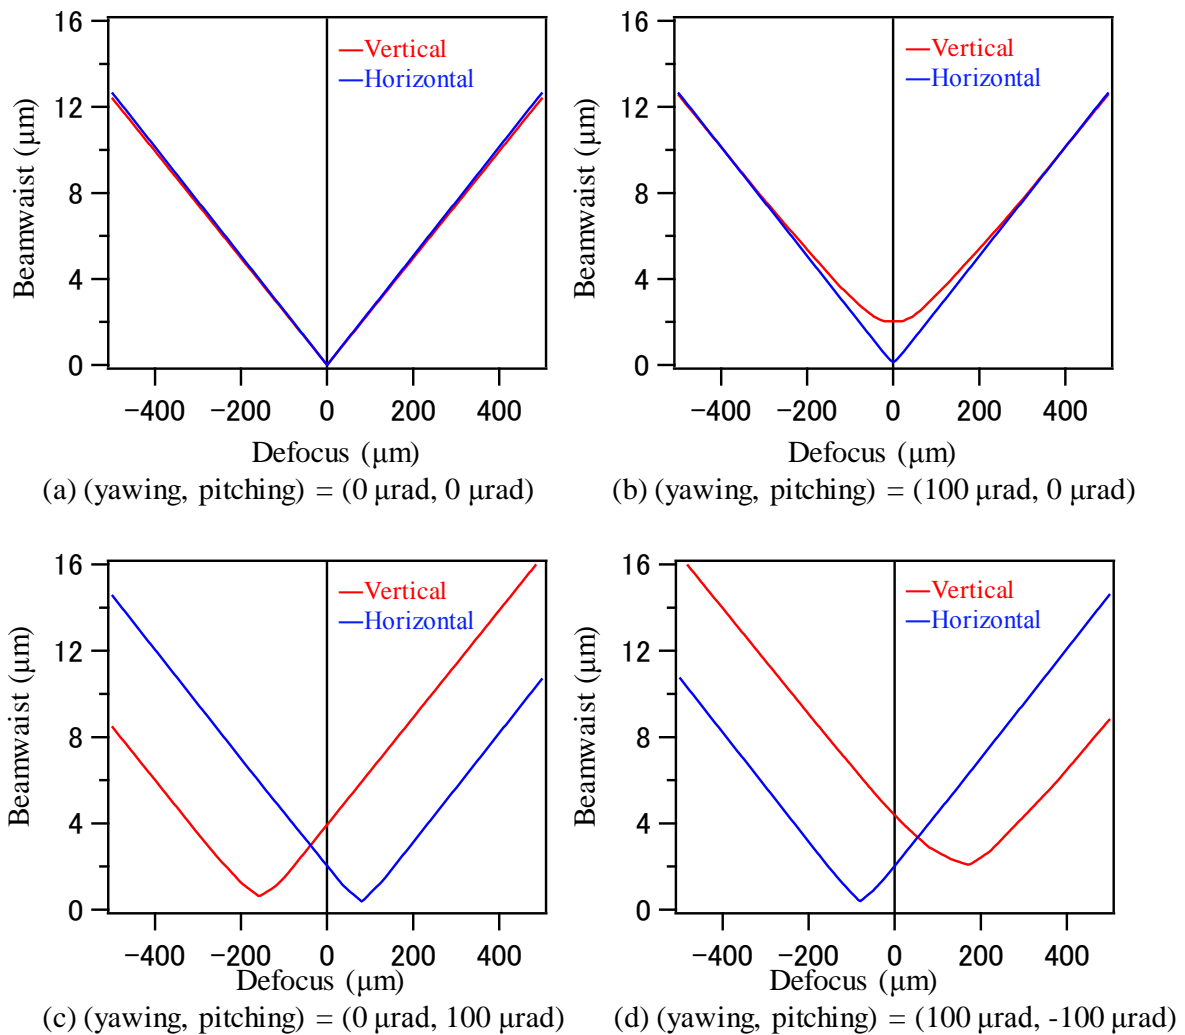 16
Vertical
Horizontal
12
8
4
0
Beamwaist (μm)
−400 −200 0 200 400
Defocus (μm)
(a) (yawing, pitching) = (0 μrad, 0 μrad)
16
Vertical
Horizontal
12
8
4
0
Beamwaist (μm)
−400 −200 0 200 400
Defocus (μm)
(b) (yawing, pitching) = (100 μrad, 0 μrad)
16
Vertical
Horizontal
12
8
4
0
Beamwaist (μm)
−400 −200 0 200 400
Defocus (μm)
(c) (yawing, pitching) = (0 μrad, 100 μrad)
16
Vertical
Horizontal
12
8
4
0
Beamwaist (μm)
−400 −200 0 200 400
Defocus (μm)
(d) (yawing, pitching) = (100 μrad, -100 μrad)